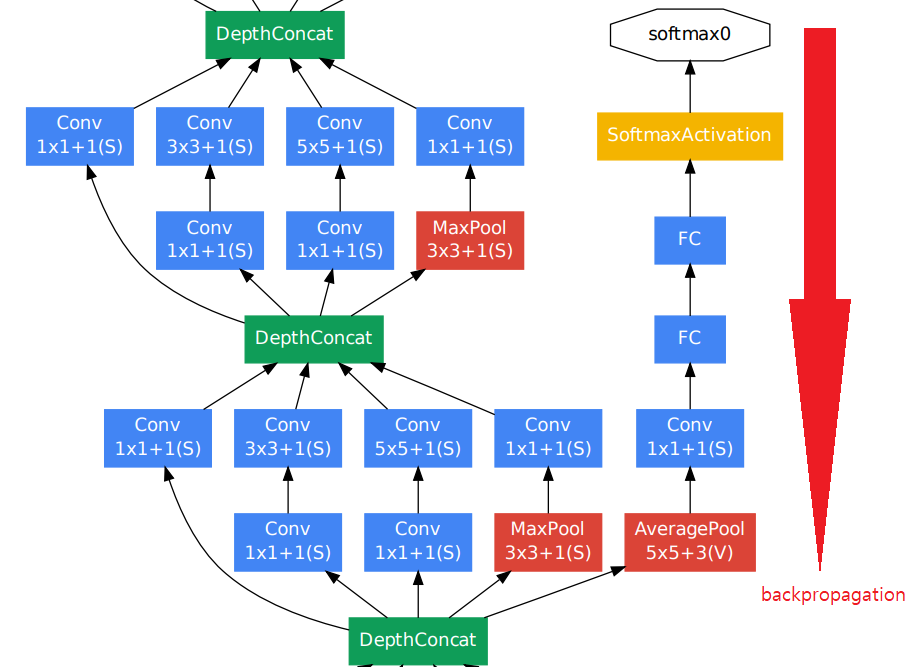 DepthConcat
softmax0
Conv
1x1+1(S)
Conv
3x3+1(S)
Conv
5x5+1(S)
Conv
1x1+1(S)
SoftmaxActivation
Conv
1x1+1(S)
Conv
1x1+1(S)
MaxPool
3x3+1(S)
FC
DepthConcat
FC
Conv
1x1+1(S)
Conv
3x3+1(S)
Conv
5x5+1(S)
Conv
1x1+1(S)
Conv
1x1+1(S)
Conv
1x1+1(S)
Conv
1x1+1(S)
MaxPool
3x3+1(S)
AveragePool
5x5+3(V)
backpropagation
DepthConcat